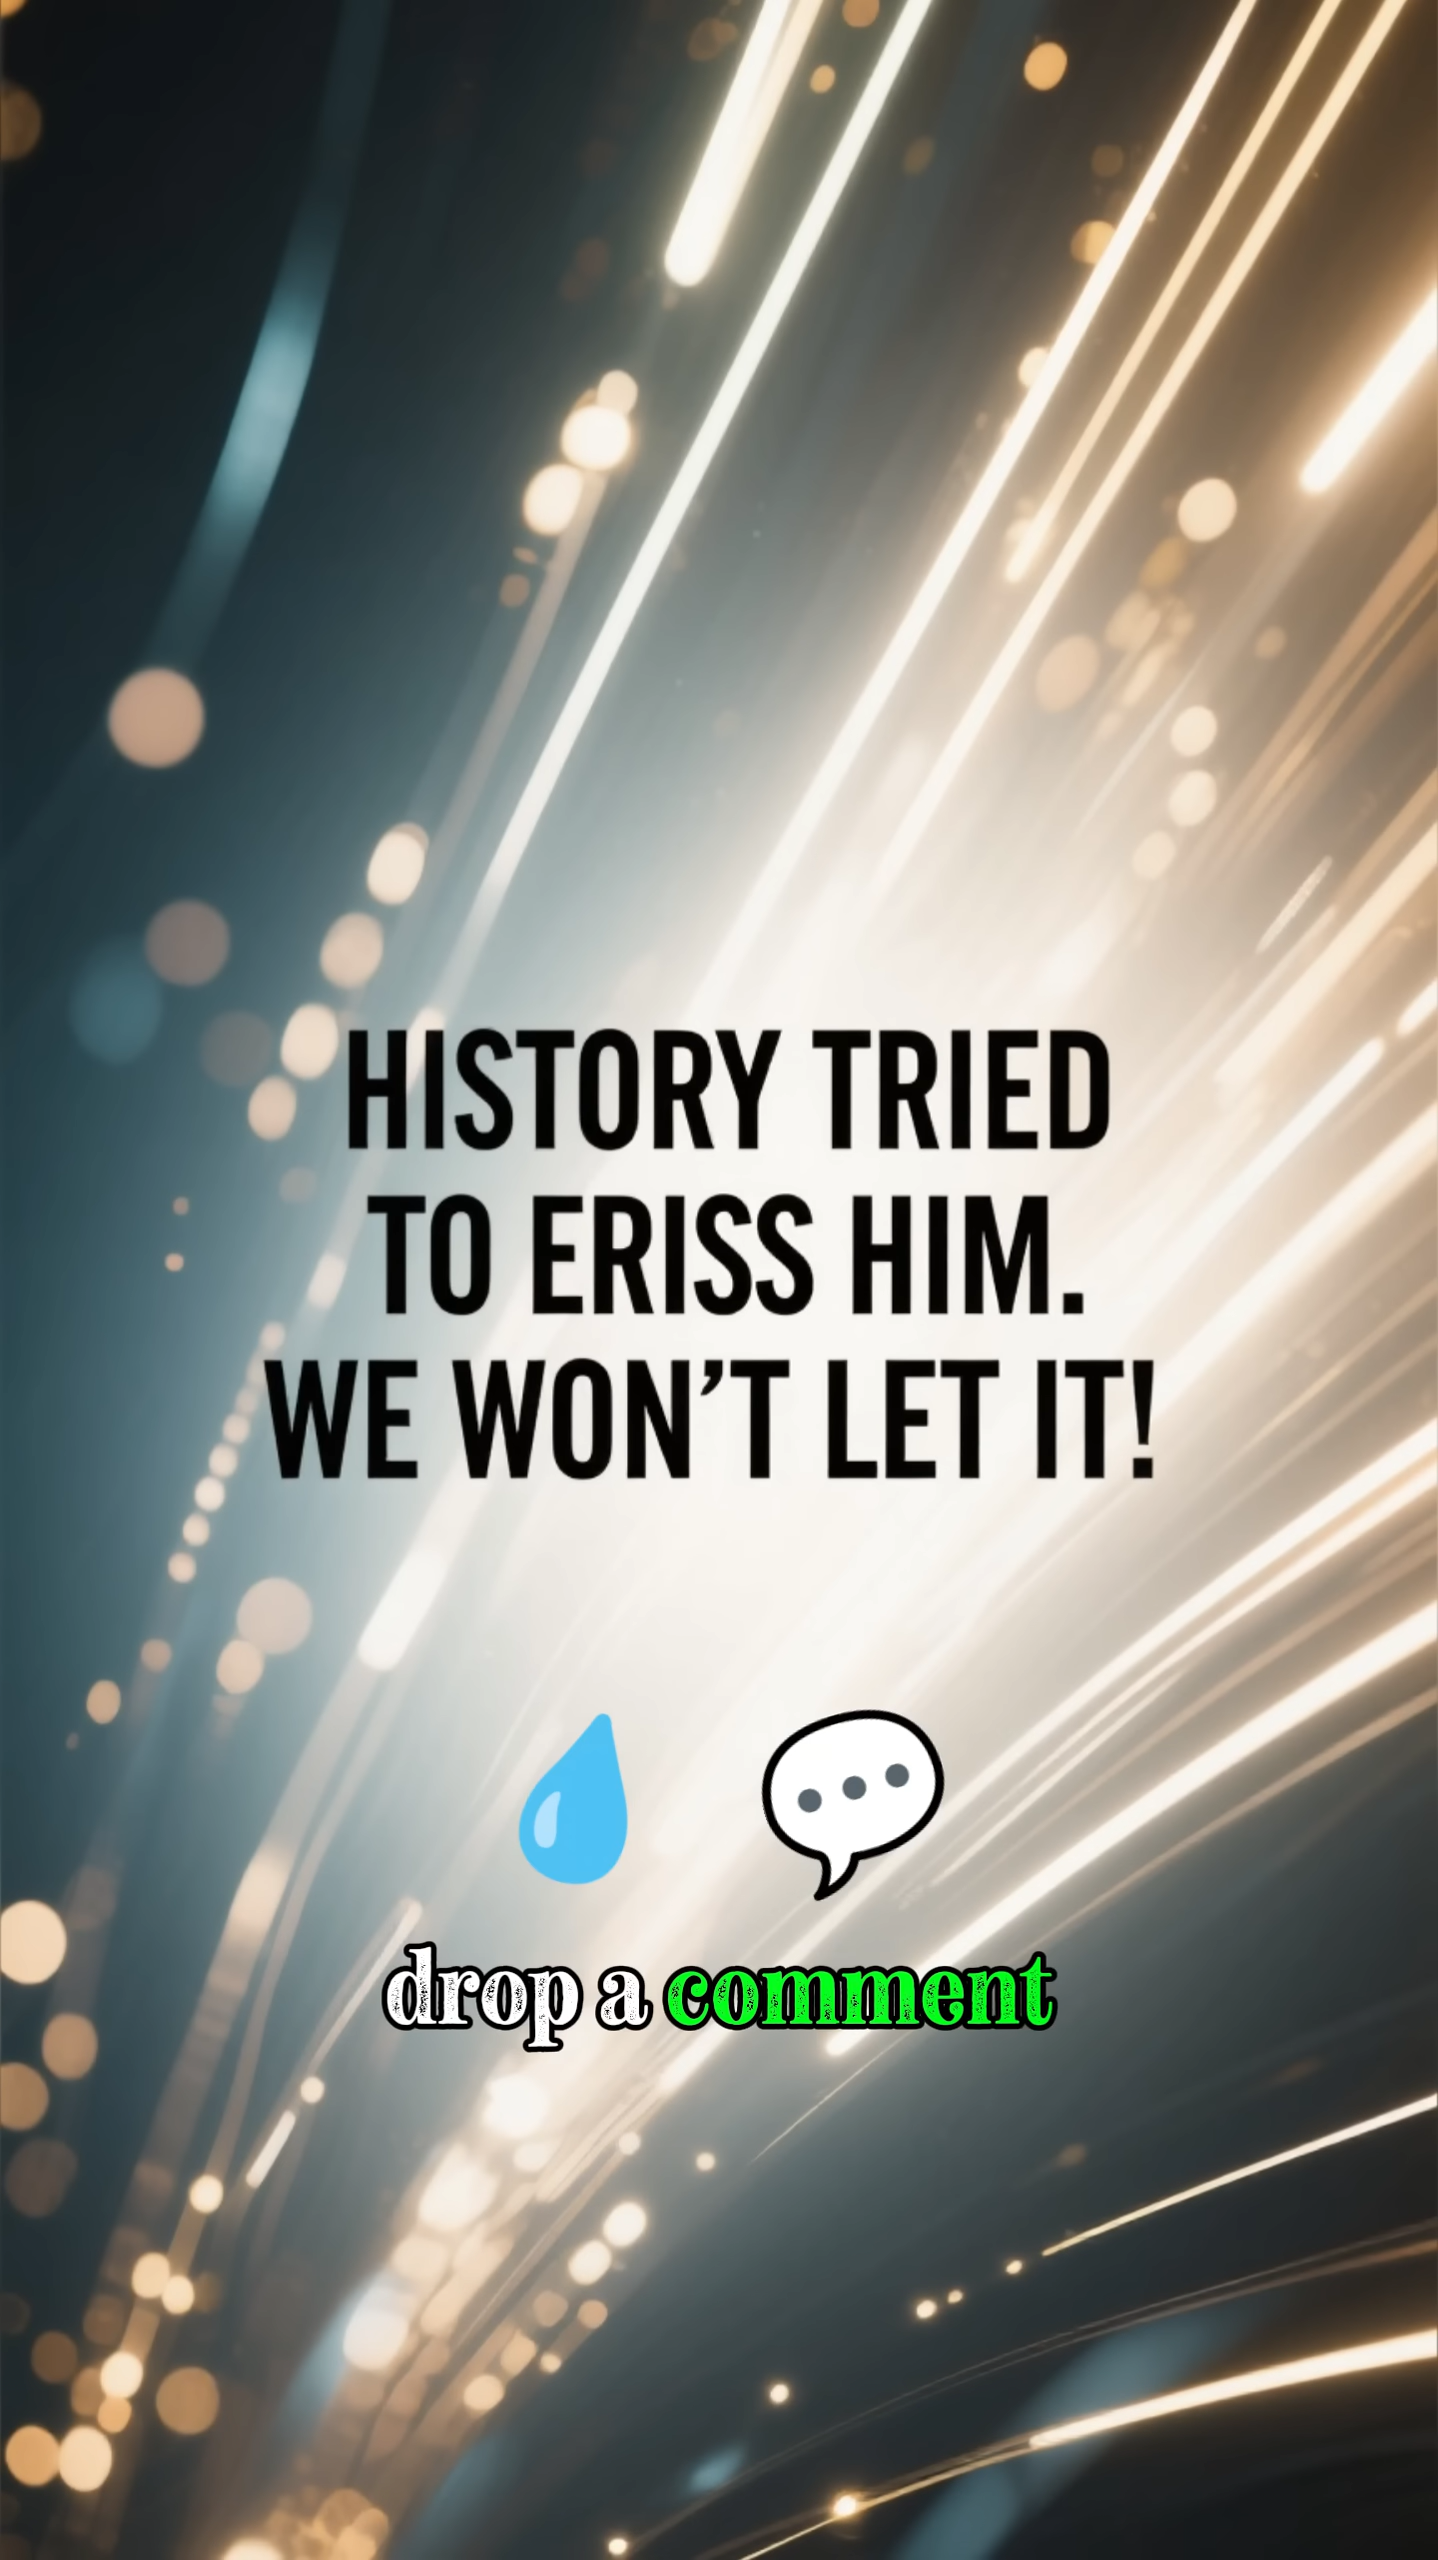 HISTORY TRIED
TO ERISS HIM.
WE WON’T LET IT!
drop a comment